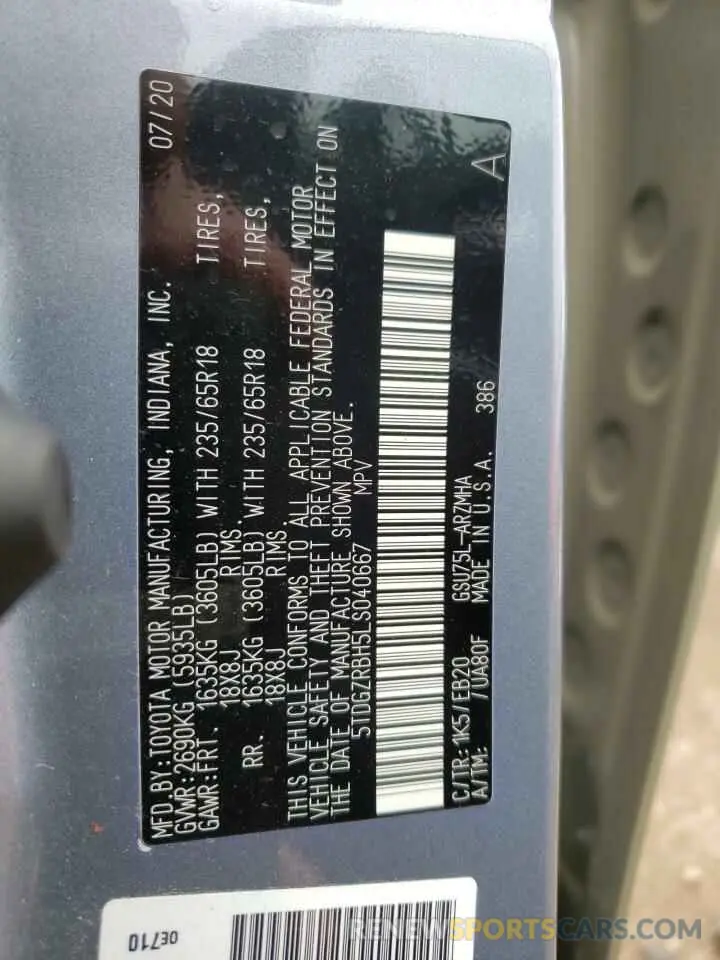 MFD.BY:TOYOTA MOTOR MANUFACTURING, INDIANA, INC. 07/20
GVWR:2690KG (5935LB)
GAWR:FRT. 1635KG (3605LB) WITH 235/65R18 TIRES,
18X8J RIMS.
RR. 1635KG (3605LB) WITH 235/65R18 TIRES,
18X8J RIMS.
THIS VEHICLE CONFORMS TO ALL APPLICABLE FEDERAL MOTOR
VEHICLE SAFETY AND THEFT PREVENTION STANDARDS IN EFFECT ON
THE DATE OF MANUFACTURE SHOWN ABOVE.
5TDGZRBH5LS040667 MPV
C/TR:1K5/EB20 GSU75L-ARZMHA A
A/TM: /UA80F MADE IN U.S.A. 386
0E710
RENEWSPORTSCARS.COM